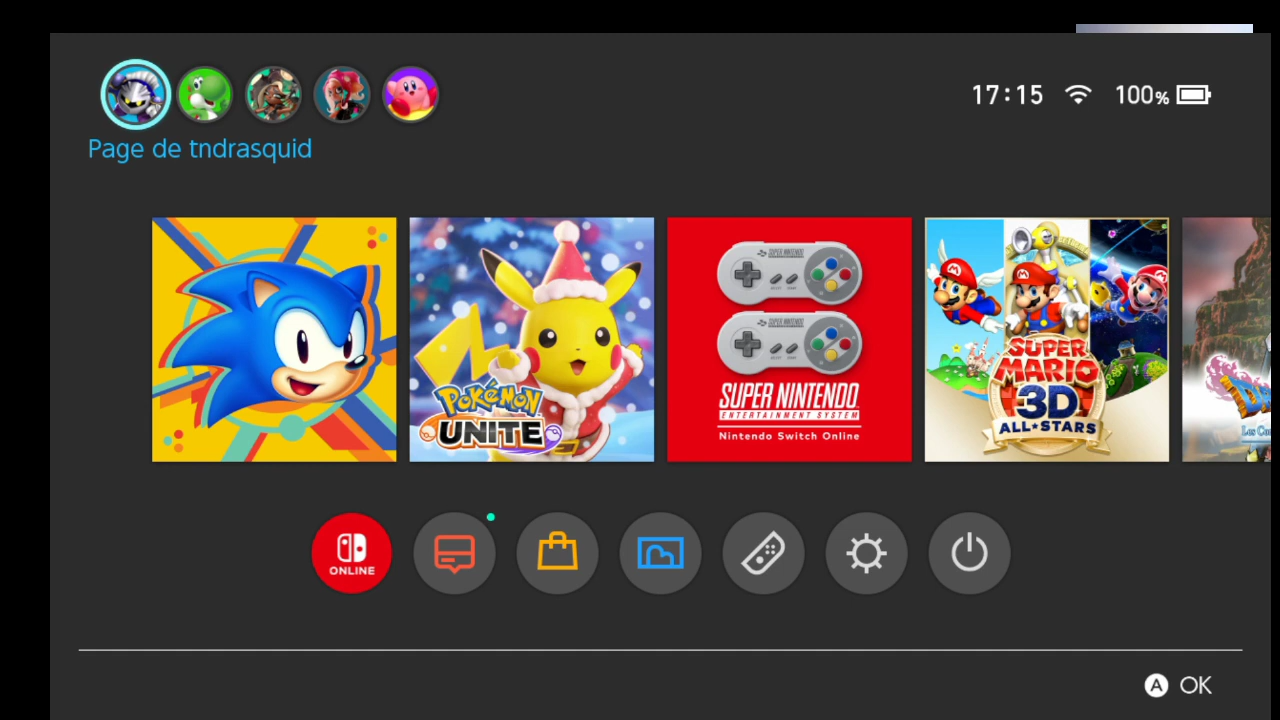 17:15
100%
Page de tndrasquid
POKéMON
UNITE
SUPER NINTENDO
ENTERTAINMENT SYSTEM
Nintendo Switch Online
SUPER
MARIO
3D
ALL★STARS
ONLINE
A OK